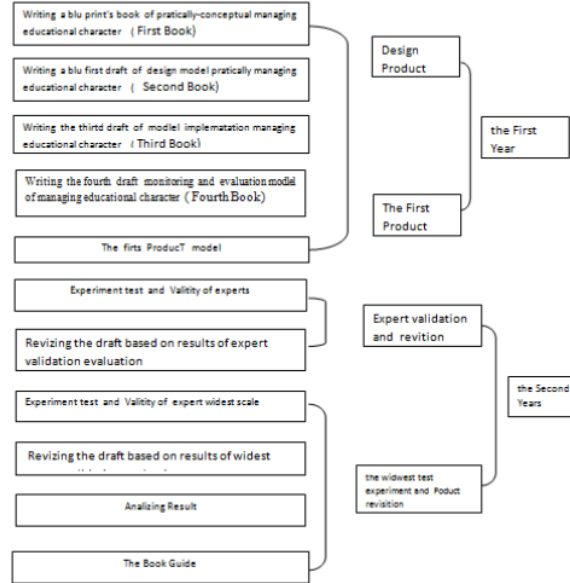 Writing a blu print's book of pratically-conceptual managing
educational character ( First Book)
Writing a blu first draft of design model pratically managing
educational character ( Second Book)
Writing the thirtd draft of modlel implematation managing
educational character ( Third Book)
Writing the fourth draft monitoring and evaluation model
of managing educational character ( Fourth Book)
The firts ProducT model
Experiment test and Valitity of experts
Revizing the draft based on results of expert
validation evaluation
Experiment test and Valitity of expert widest scale
Revizing the draft based on results of widest
Analizing Result
The Book Guide
Design
Product
The First
Product
Expert validation
and revition
the widwest test
experiment and Poduct
revisition
the First
Year
the Second
Years